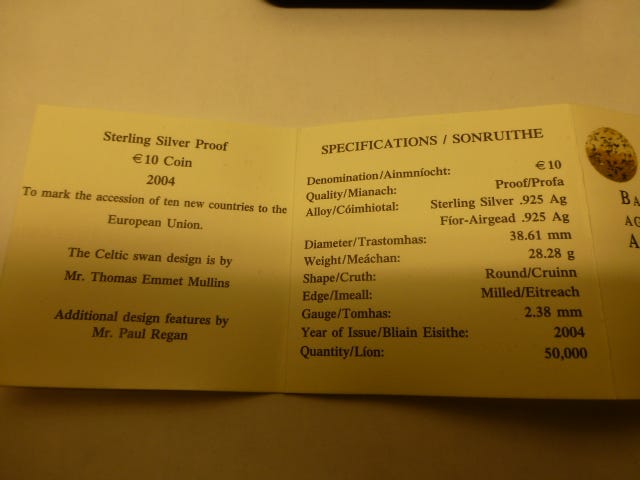 Sterling Silver Proof
€10 Coin
2004
To mark the accession of ten new countries to the
European Union.
The Celtic swan design is by
Mr. Thomas Emmet Mullins
Additional design features by
Mr. Paul Regan
SPECIFICATIONS / SONRUITHE
Denomination/Ainmníocht: €10
Quality/Mianach: Proof/Profa
Alloy/Cóimhiotal: Sterling Silver .925 Ag
Fíor-Airgead .925 Ag
Diameter/Trastomhas: 38.61 mm
Weight/Meáchan: 28.28 g
Shape/Cruth: Round/Cruinn
Edge/Imeall: Milled/Eitreach
Gauge/Tomhas: 2.38 mm
Year of Issue/Bliain Eisithe: 2004
Quantity/Líon: 50,000